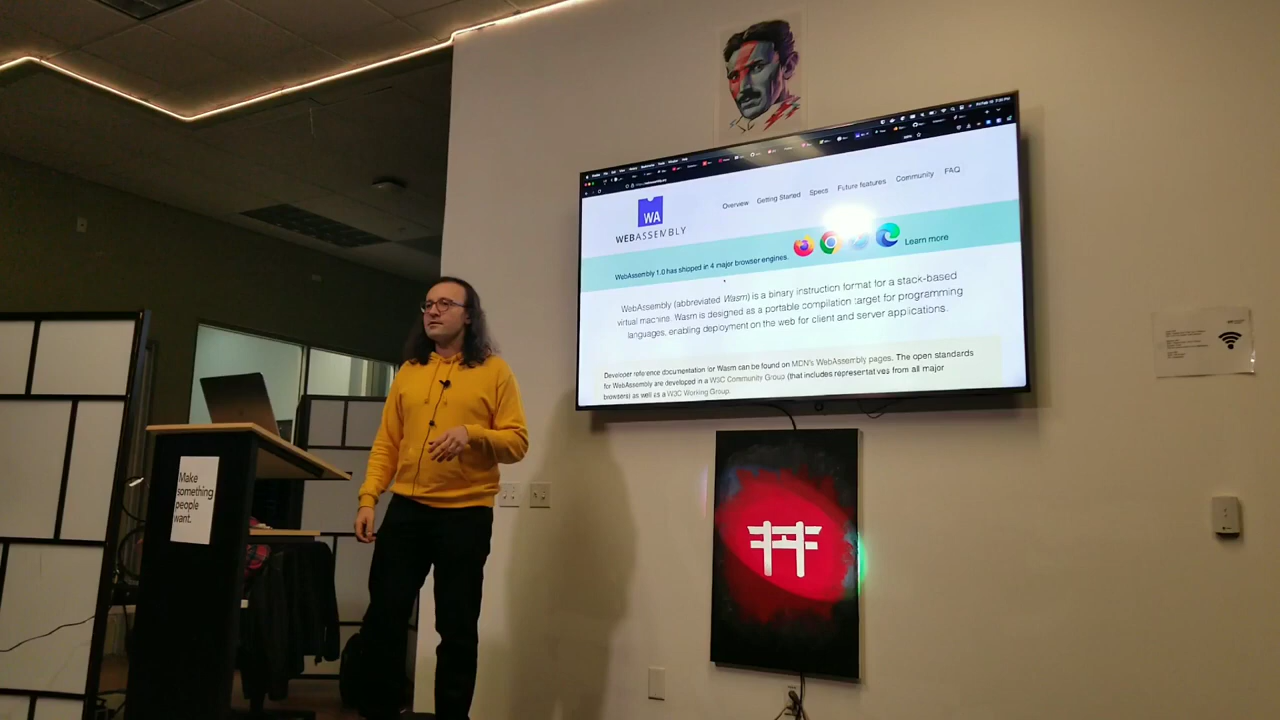 WA
WEBASSEMBLY
Overview Getting Started Specs Future features Community FAQ
WebAssembly 1.0 has shipped in 4 major browser engines. Learn more
WebAssembly (abbreviated Wasm) is a binary instruction format for a stack-based
virtual machine. Wasm is designed as a portable compilation target for programming
languages, enabling deployment on the web for client and server applications.
Developer reference documentation for Wasm can be found on MDN's WebAssembly pages. The open standards
for WebAssembly are developed in a W3C Community Group (that includes representatives from all major
browsers) as well as a W3C Working Group.
Make
something
people
want.